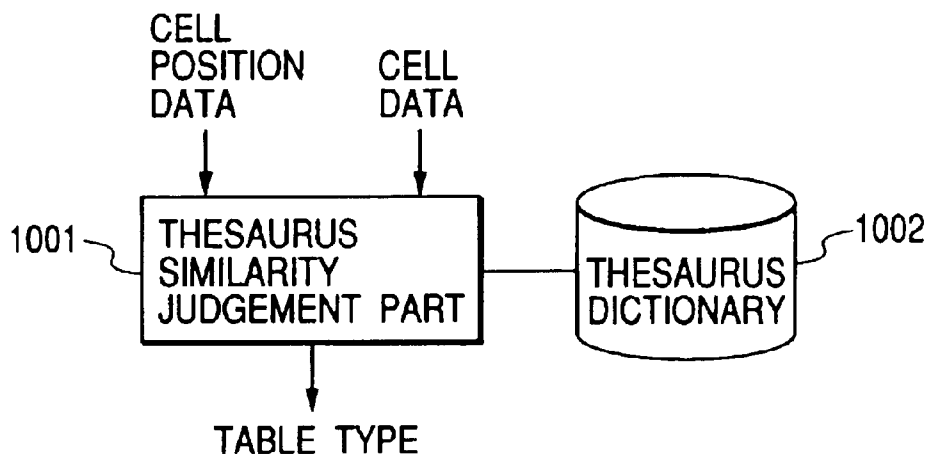 CELL
POSITION
DATA
CELL
DATA
1001
THESAURUS
SIMILARITY
JUDGEMENT PART
THESAURUS
DICTIONARY
1002
TABLE TYPE